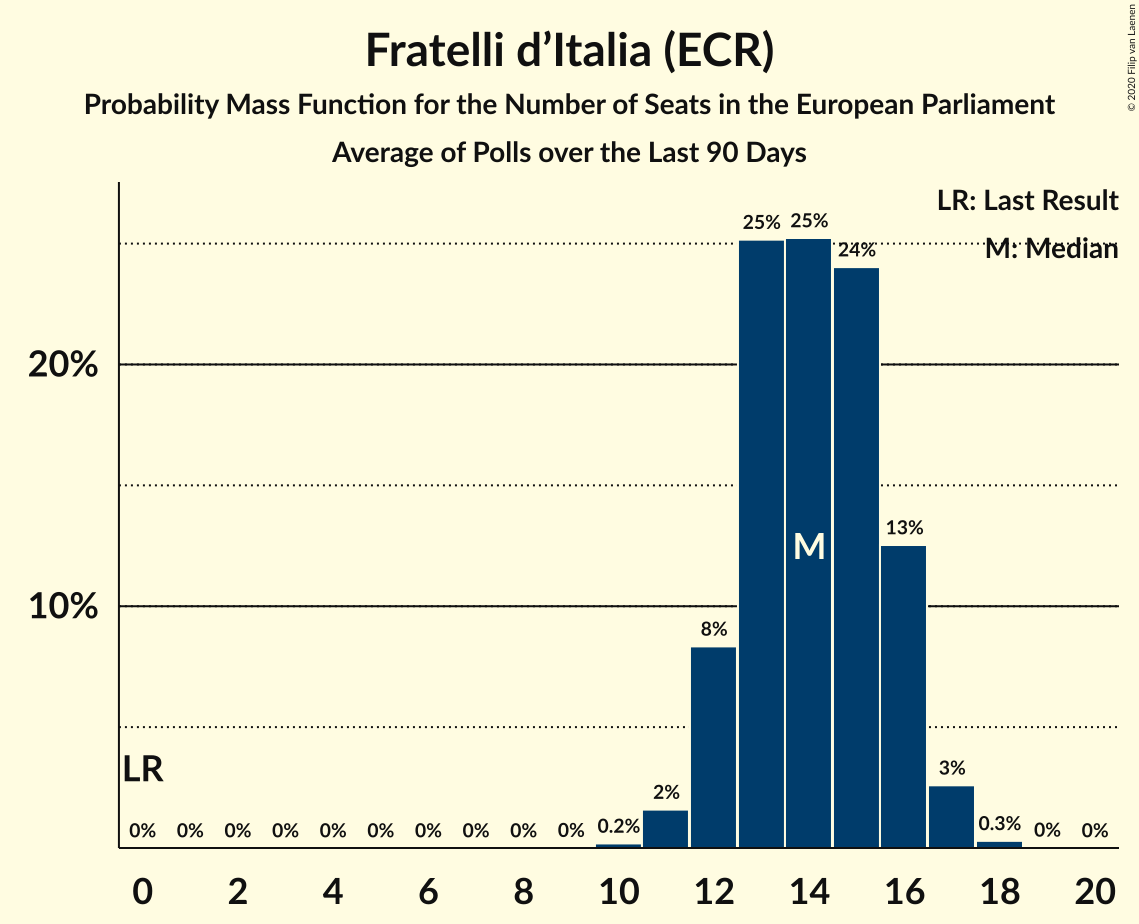 Fratelli d’Italia (ECR)
Probability Mass Function for the Number of Seats in the European Parliament
Average of Polls over the Last 90 Days
© 2020 Filip van Laenen
LR: Last Result
M: Median
25%
25%
24%
20%
13%
M
10%
8%
LR
3%
2%
0% 0% 0% 0% 0% 0% 0% 0% 0% 0% 0.2% 0.3% 0% 0%
0 2 4 6 8 10 12 14 16 18 20